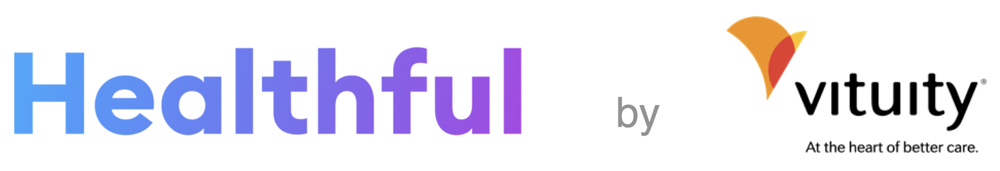 Healthful by vituity®
At the heart of better care.